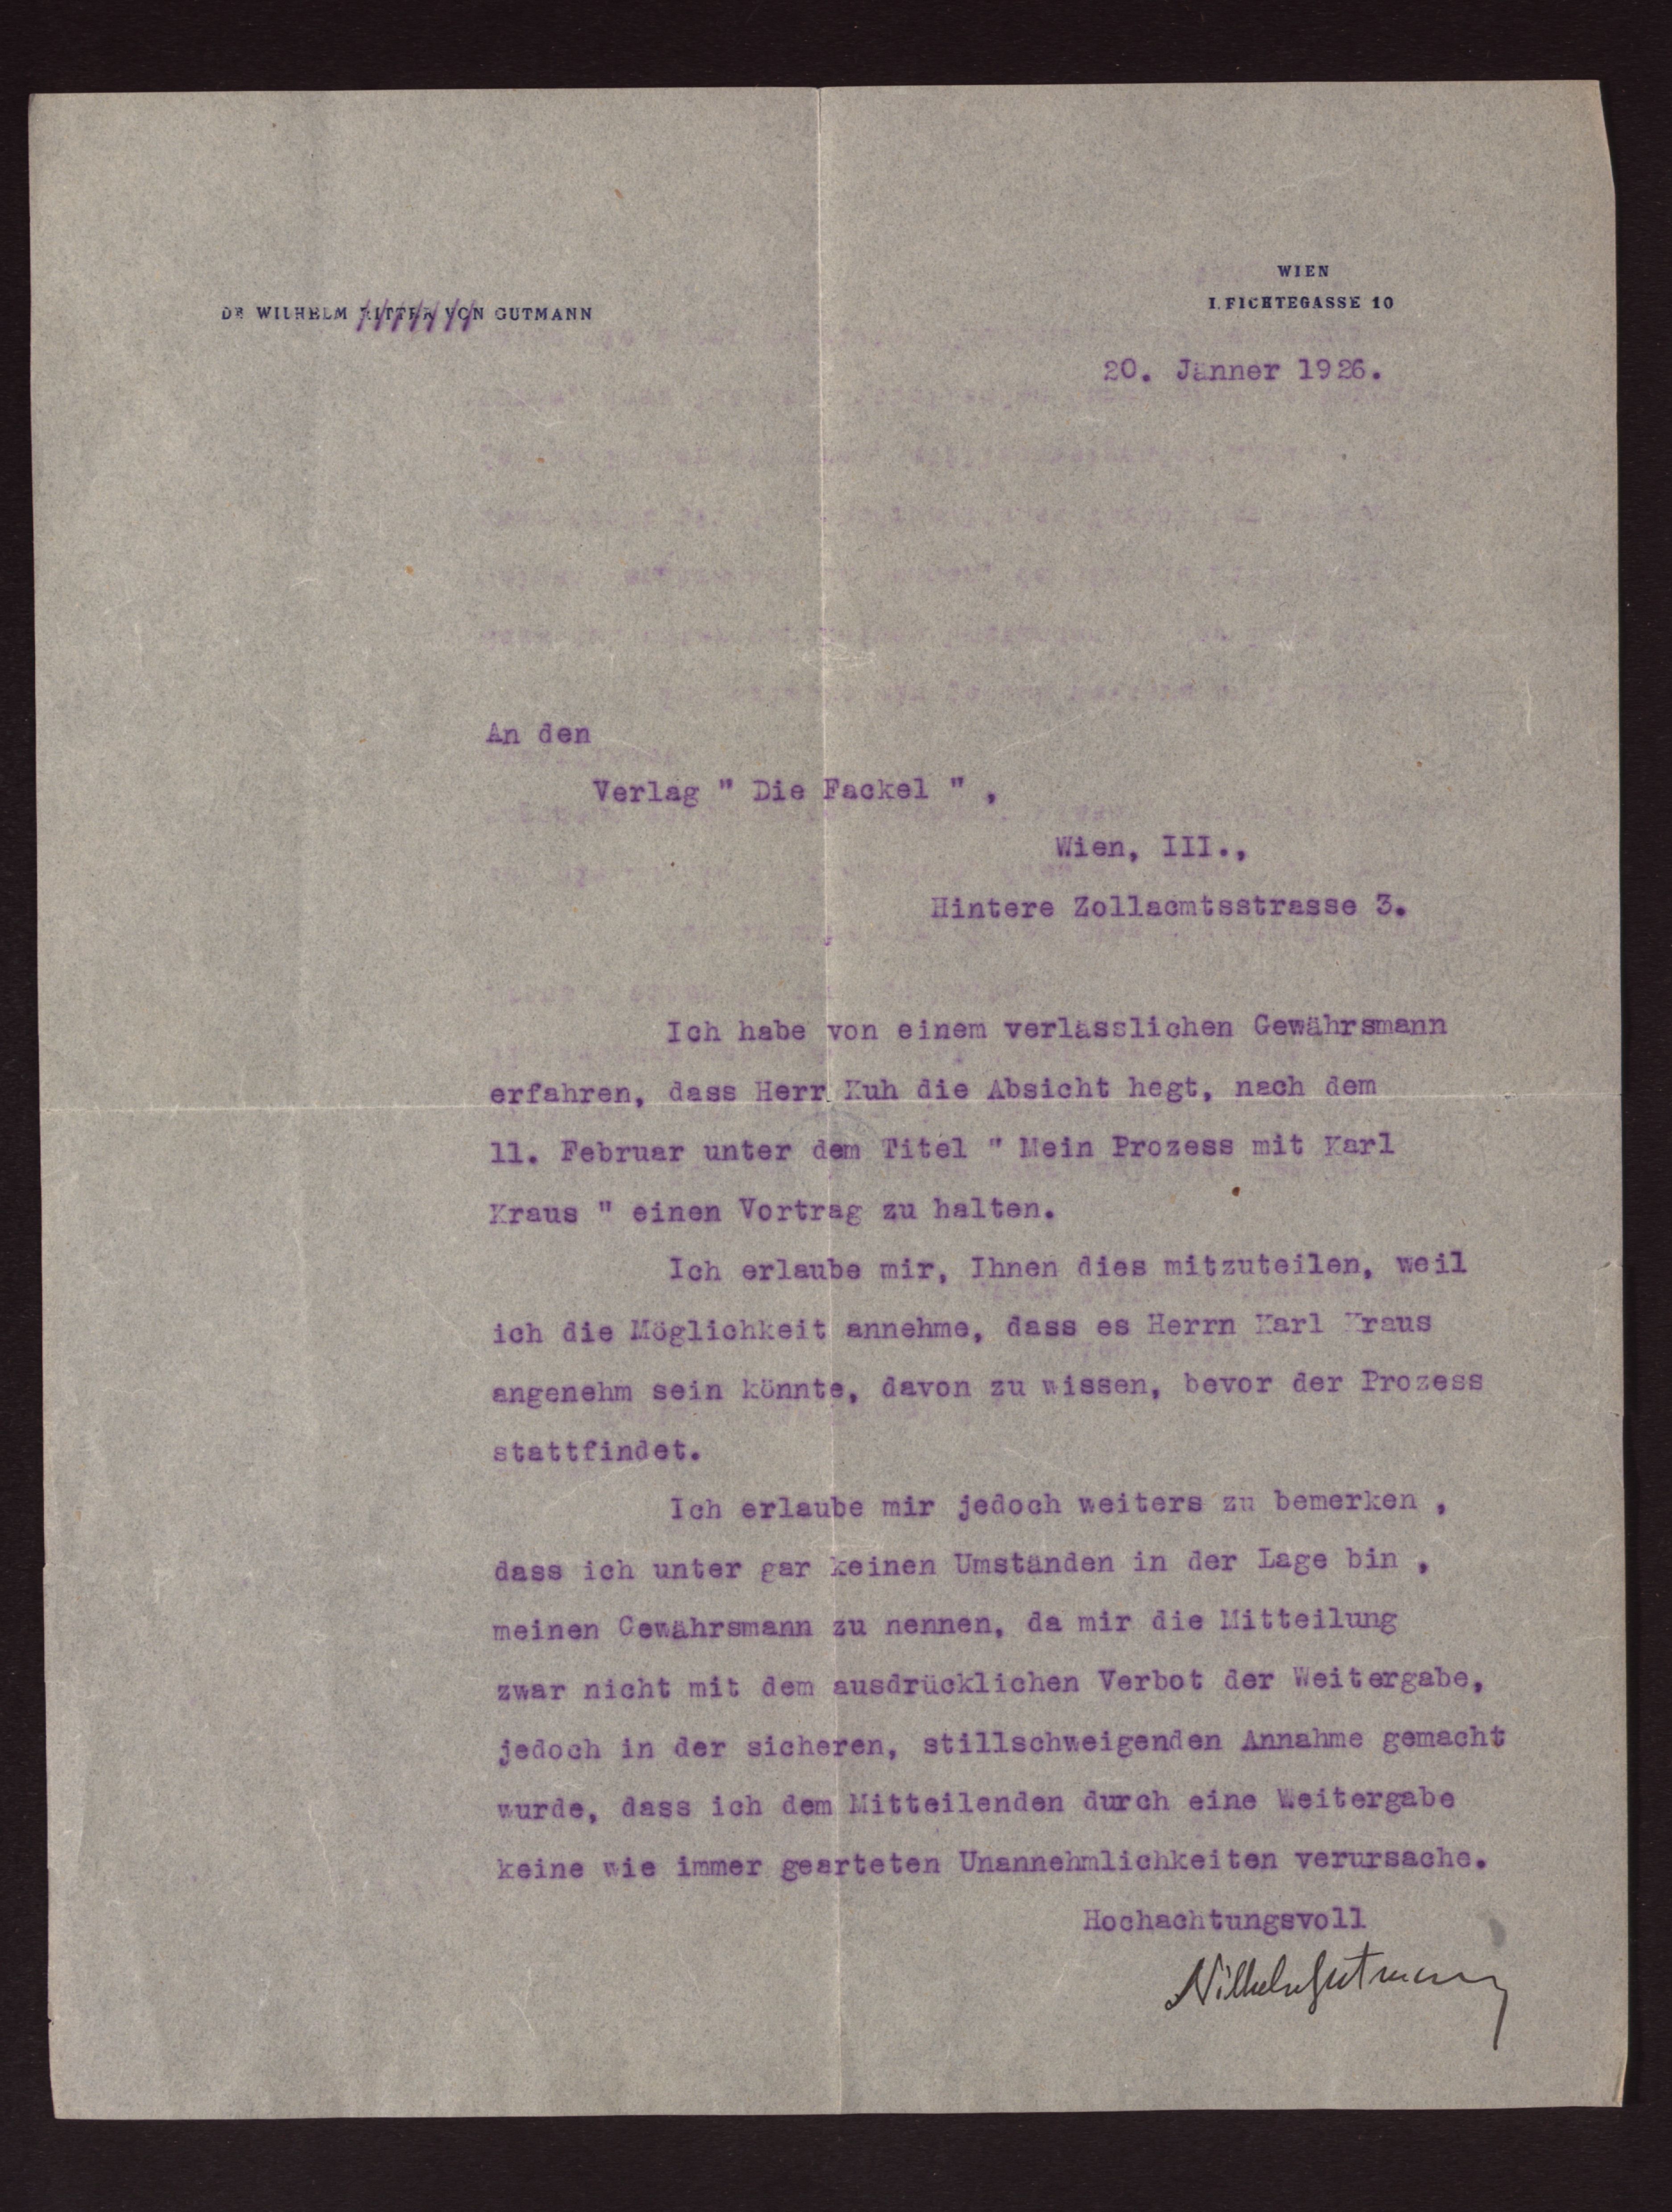 WIEN
I. FICHTEGASSE 10
DR WILHELM RITTER VON GUTMANN
20. Jänner 1926.
An den
Verlag " Die Fackel " ,
Wien, III.,
Hintere Zollaomtsstrasse 3.
Ich habe von einem verlässlichen Gewährsmann
erfahren, dass Herr Kuh die Absicht hegt, nach dem
11. Februar unter dem Titel " Mein Prozess mit Karl
Kraus " einen Vortrag zu halten.
Ich erlaube mir, Ihnen dies mitzuteilen, weil
ich die Möglichkeit annehme, dass es Herrn Karl Kraus
angenehm sein könnte, davon zu wissen, bevor der Prozess
stattfindet.
Ich erlaube mir jedoch weiters zu bemerken ,
dass ich unter gar keinen Umständen in der Lage bin ,
meinen Gewährsmann zu nennen, da mir die Mitteilung
zwar nicht mit dem ausdrücklichen Verbot der Weitergabe,
jedoch in der sicheren, stillschweigenden Annahme gemacht
wurde, dass ich dem Mitteilenden durch eine Weitergabe
keine wie immer gearteten Unannehmlichkeiten verursache.
Hochachtungsvoll
Wilhelm Gutmann